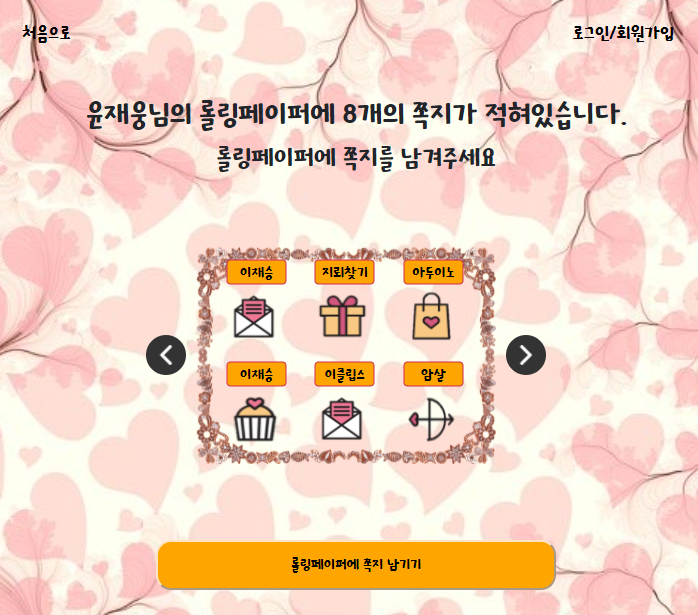 처음으로
로그인/회원가입
윤재웅님의 롤링페이퍼에 8개의 쪽지가 적혀있습니다.
롤링페이퍼에 쪽지를 남겨주세요
이재승 지뢰찾기 아두이노
이재승 이클립스 암살
롤링페이퍼에 쪽지 남기기